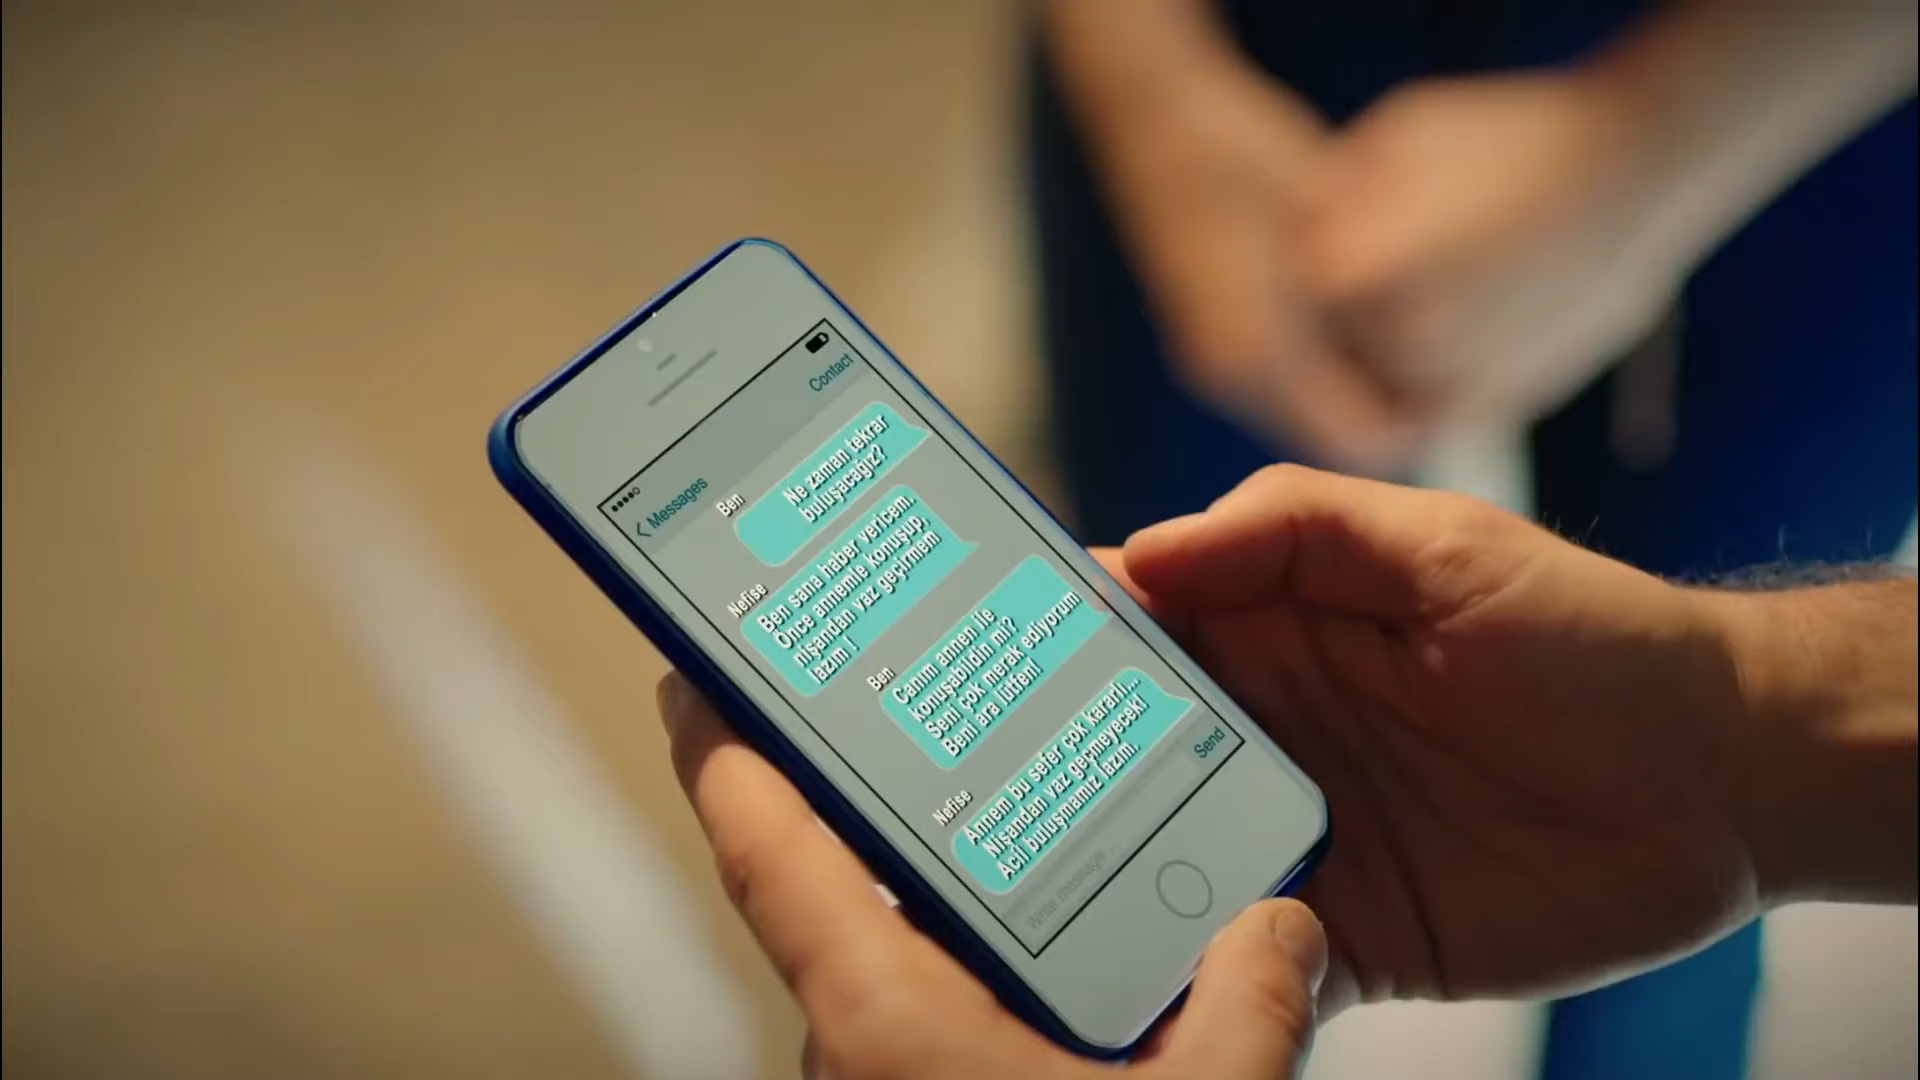 Messages
Contact
Ben
Ne zaman tekrar
buluşacağız?
Nefise
Ben sana haber vericem.
Önce annemle konuşup,
nişandan vaz geçirmem
lazım !
Ben
Canım annen ile
konuşabildin mi?
Seni çok merak ediyorum
Beni ara lütfen!
Nefise
Annem bu sefer çok kararlı...
Nişandan vaz geçmeyecek!
Acil buluşmamız lazım.
Write message
Send